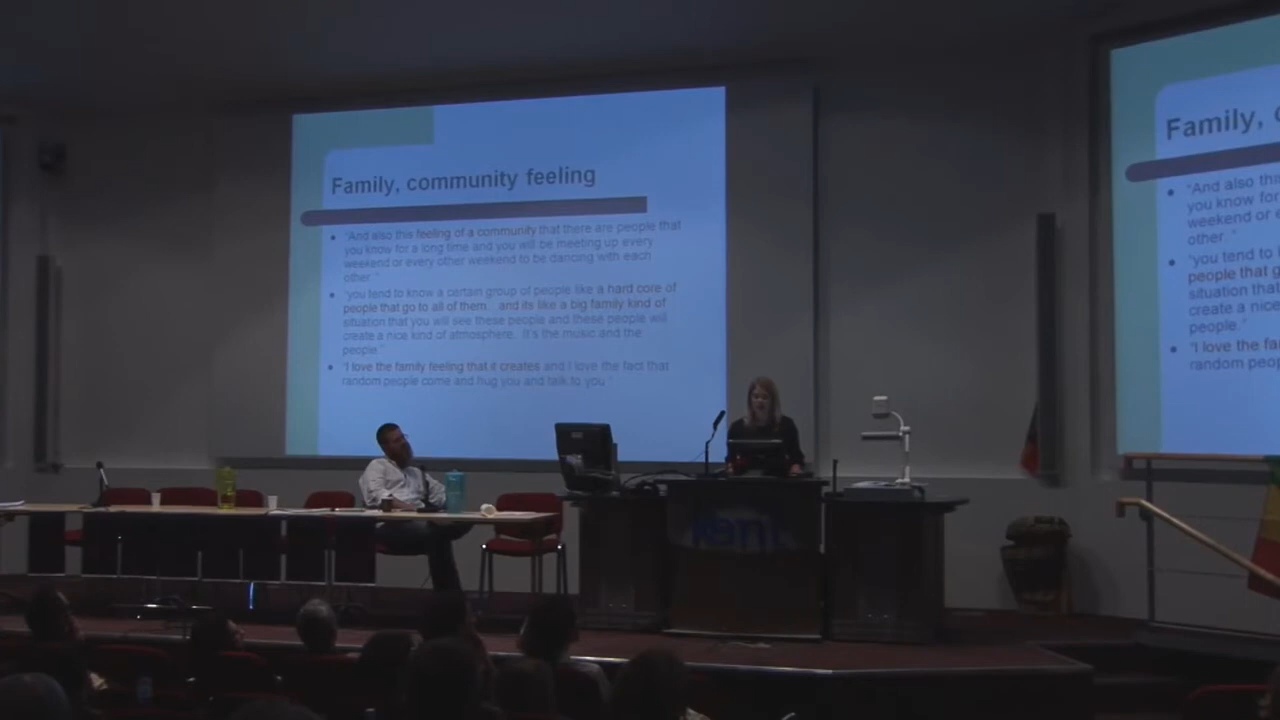 Family, community feeling
"And also this feeling of a community that there are people that
you know for a long time and you will be meeting up every
weekend or every other weekend to be dancing with each
other."
"you tend to know a certain group of people like a hard core of
people that go to all of them.. and its like a big family kind of
situation that you will see these people and these people will
create a nice kind of atmosphere. It's the music and the
people."
"I love the family feeling that it creates and I love the fact that
random people come and hug you and talk to you."
Kent
Family,
"And also this
you know for
weekend or
other."
"you tend to
people that
situation that
create a nice
people."
"I love the
random